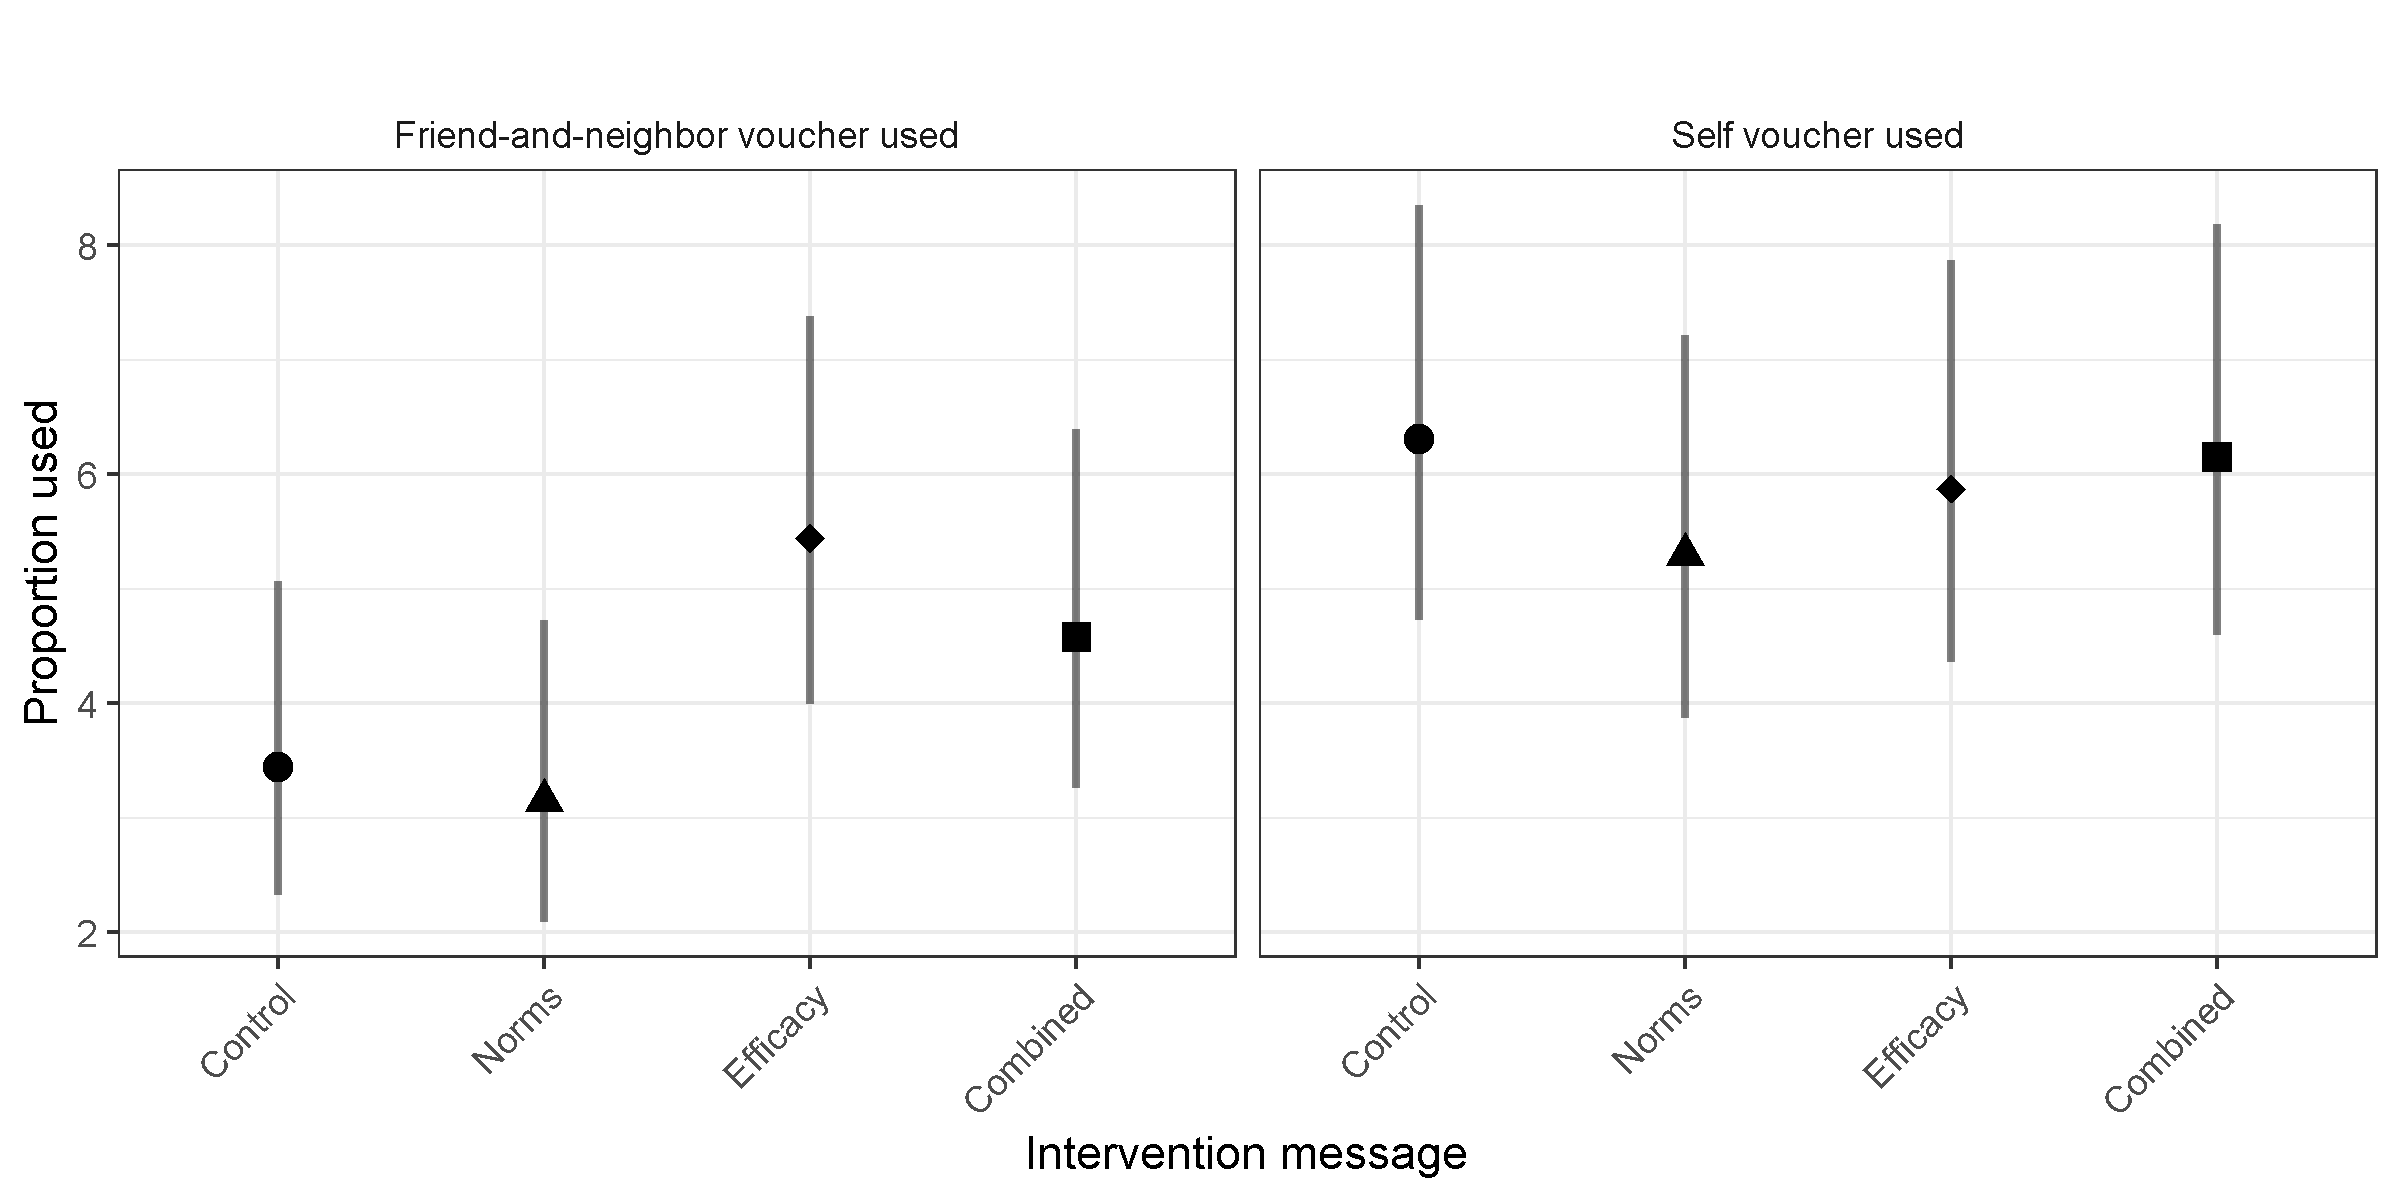 Friend-and-neighbor voucher used
Self voucher used
Proportion used
8
6
4
2
Control
Norms
Efficacy
Combined
Control
Norms
Efficacy
Combined
Intervention message